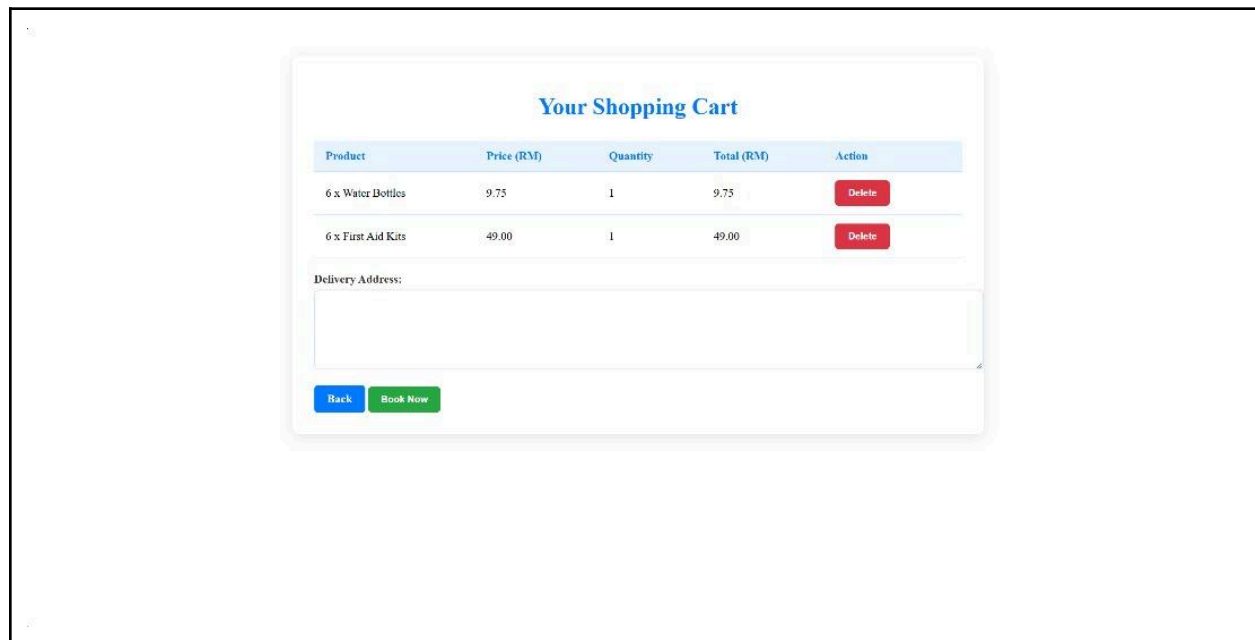 Your Shopping Cart
Product Price (RM) Quantity Total (RM) Action
6 x Water Bottles 9.75 1 9.75 Delete
6 x First Aid Kits 49.00 1 49.00 Delete
Delivery Address:
Back Book Now